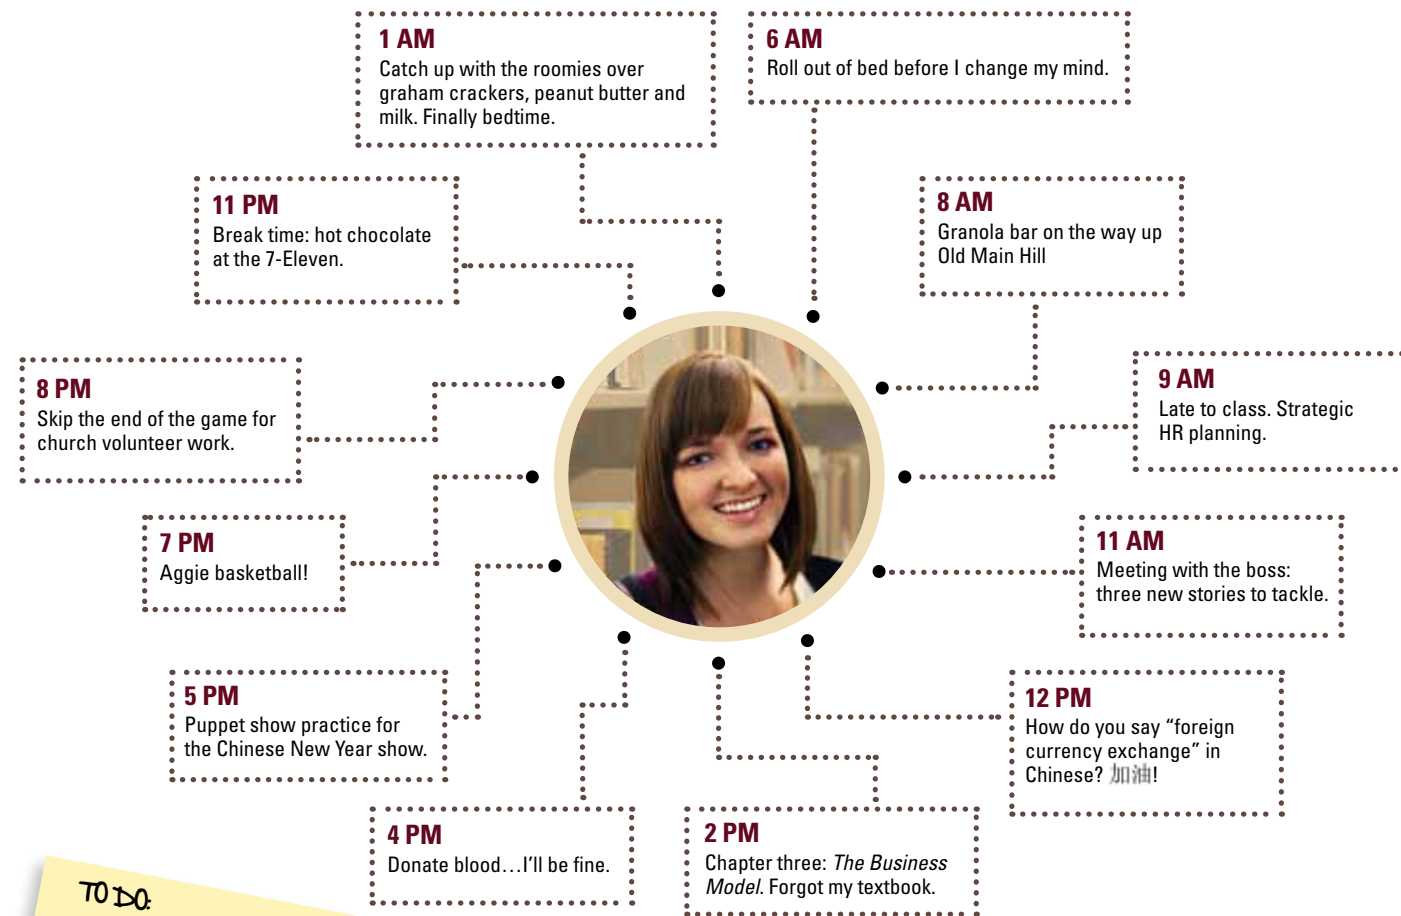 1 AM
Catch up with the roomies over
graham crackers, peanut butter and
milk. Finally bedtime.
6 AM
Roll out of bed before I change my mind.
11 PM
Break time: hot chocolate
at the 7-Eleven.
8 AM
Granola bar on the way up
Old Main Hill
8 PM
Skip the end of the game for
church volunteer work.
9 AM
Late to class. Strategic
HR planning.
7 PM
Aggie basketball!
11 AM
Meeting with the boss:
three new stories to tackle.
5 PM
Puppet show practice for
the Chinese New Year show.
12 PM
How do you say “foreign
currency exchange” in
Chinese? 加油!
4 PM
Donate blood…I’ll be fine.
2 PM
Chapter three: The Business
Model. Forgot my textbook.
TO DO: